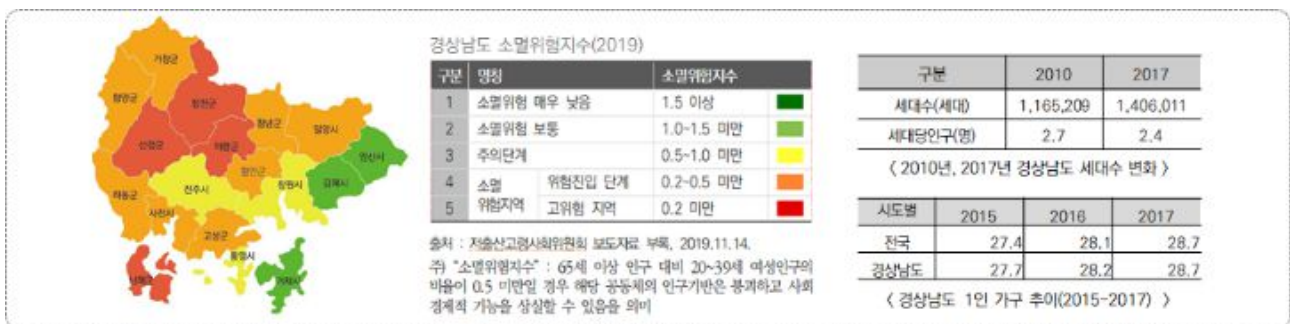 거창군
함양군
합천군
산청군
의령군
창녕군
밀양시
양산시
김해시
함안군
창원시
진주시
하동군
사천시
고성군
통영시
거제시
남해군
경상남도 소멸위험지수(2019)
구분 명칭 소멸위험지수
1 소멸위험 매우 낮음 1.5 이상
2 소멸위험 보통 1.0~1.5 미만
3 주의단계 0.5~1.0 미만
4 소멸 위험진입 단계 0.2~0.5 미만
5 위험지역 고위험 지역 0.2 미만
출처 : 저출산고령사회위원회 보도자료 부록, 2019.11.14.
주) "소멸위험지수" : 65세 이상 인구 대비 20~39세 여성인구의
비율이 0.5 미만일 경우 해당 공동체의 인구기반은 붕괴하고 사회
경제적 기능을 상실할 수 있음을 의미
구분 2010 2017
세대수(세대) 1,165,209 1,406,011
세대당인구(명) 2.7 2.4
< 2010년, 2017년 경상남도 세대수 변화 >
시도별 2015 2016 2017
전국 27.4 28.1 28.7
경상남도 27.7 28.2 28.7
< 경상남도 1인 가구 추이(2015-2017) >